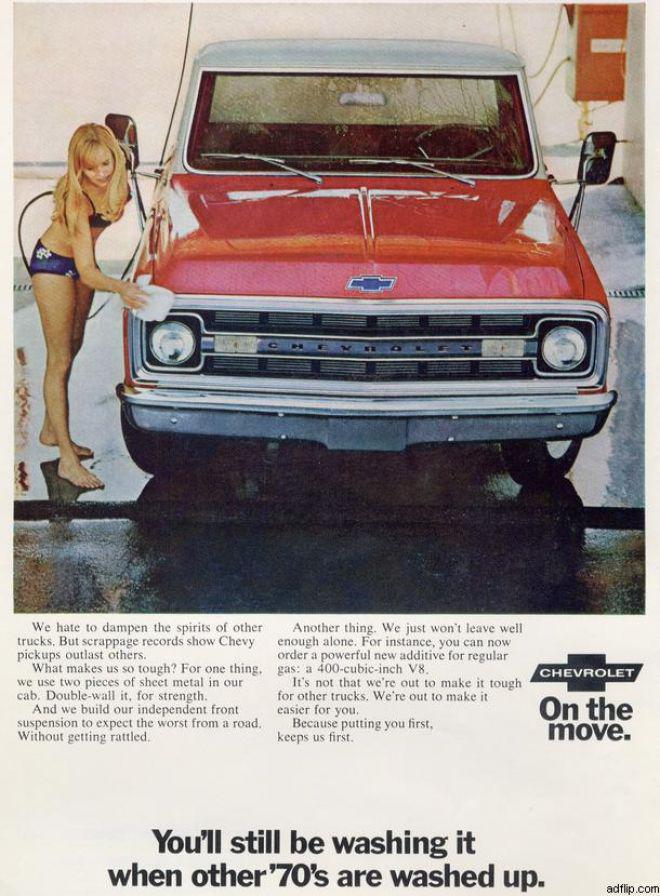 CHEVROLET
We hate to dampen the spirits of other
trucks. But scrappage records show Chevy
pickups outlast others.
What makes us so tough? For one thing,
we use two pieces of sheet metal in our
cab. Double-wall it, for strength.
And we build our independent front
suspension to expect the worst from a road.
Without getting rattled.
Another thing. We just won't leave well
enough alone. For instance, you can now
order a powerful new additive for regular
gas: a 400-cubic-inch V8.
It's not that we're out to make it tough
for other trucks. We're out to make it
easier for you.
Because putting you first,
keeps us first.
CHEVROLET
On the
move.
You'll still be washing it
when other '70's are washed up.
adflip.com